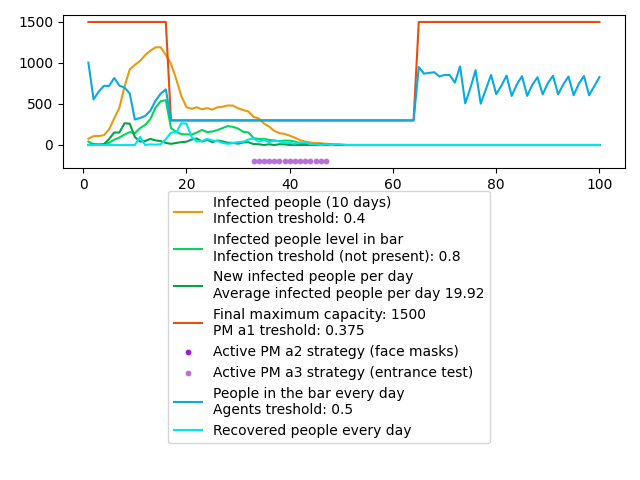 1500
1000
500
0
0
20
40
60
80
100
Infected people (10 days)
Infection treshold: 0.4
Infected people level in bar
Infection treshold (not present): 0.8
New infected people per day
Average infected people per day 19.92
Final maximum capacity: 1500
PM a1 treshold: 0.375
Active PM a2 strategy (face masks)
Active PM a3 strategy (entrance test)
People in the bar every day
Agents treshold: 0.5
Recovered people every day